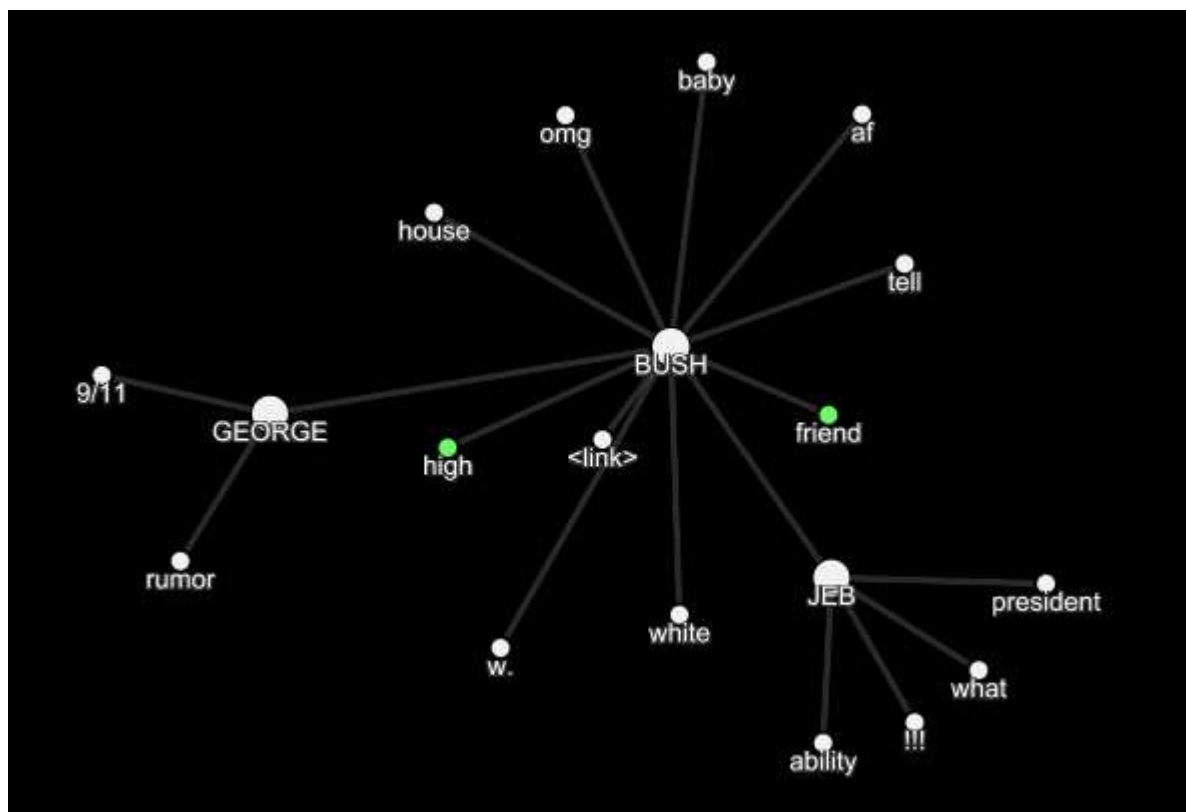 baby
omg
af
house
tell
BUSH
9/11
GEORGE
friend
high
<link>
rumor
JEB
president
white
w.
what
!!!
ability